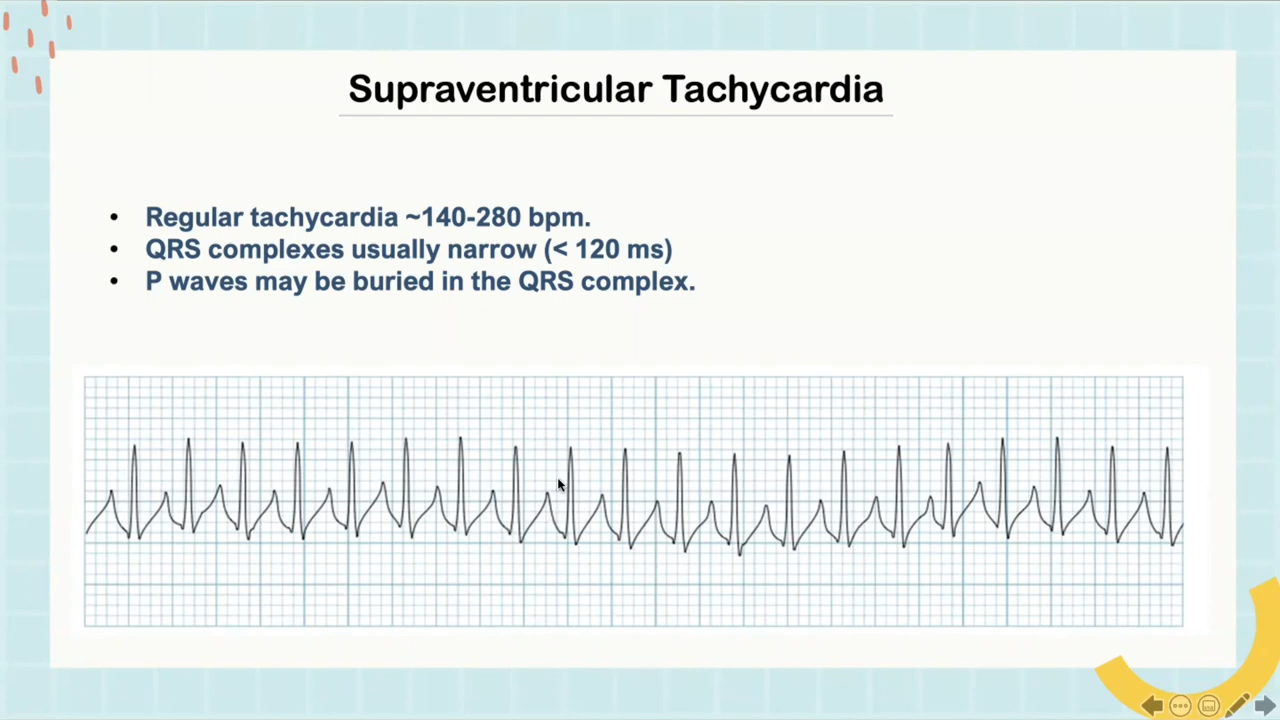 Supraventricular Tachycardia
• Regular tachycardia ~140-280 bpm.
• QRS complexes usually narrow (< 120 ms)
• P waves may be buried in the QRS complex.